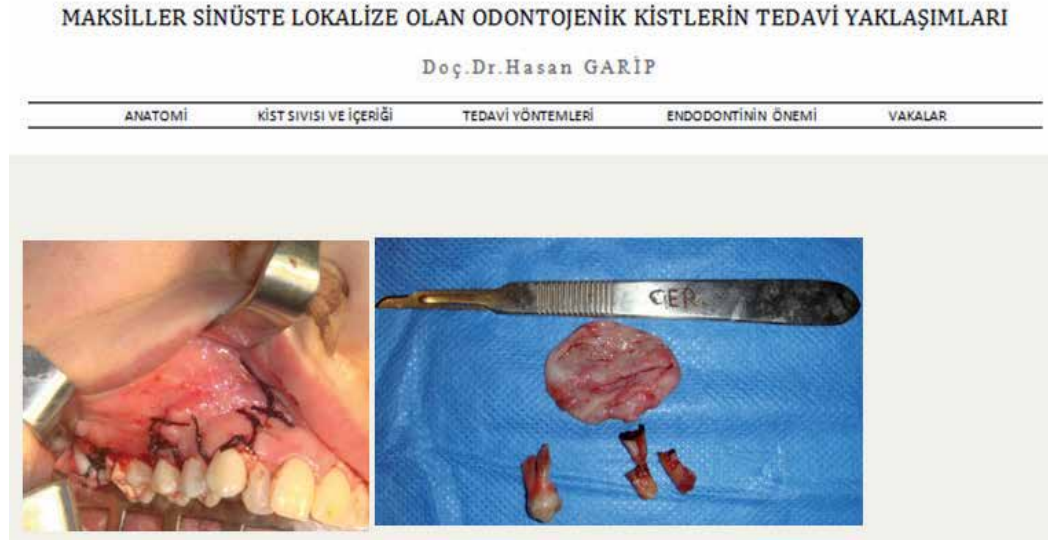 MAKSİLLER SİNÜSTE LOKALİZE OLAN ODONTOJENİK KİSTLERİN TEDAVİ YAKLAŞIMLARI
Doç.Dr.Hasan GARİP
ANATOMİ KİST SIVISI VE İÇERİĞİ TEDAVİ YÖNTEMLERİ ENDODONTİNİN ÖNEMİ VAKALAR
CER